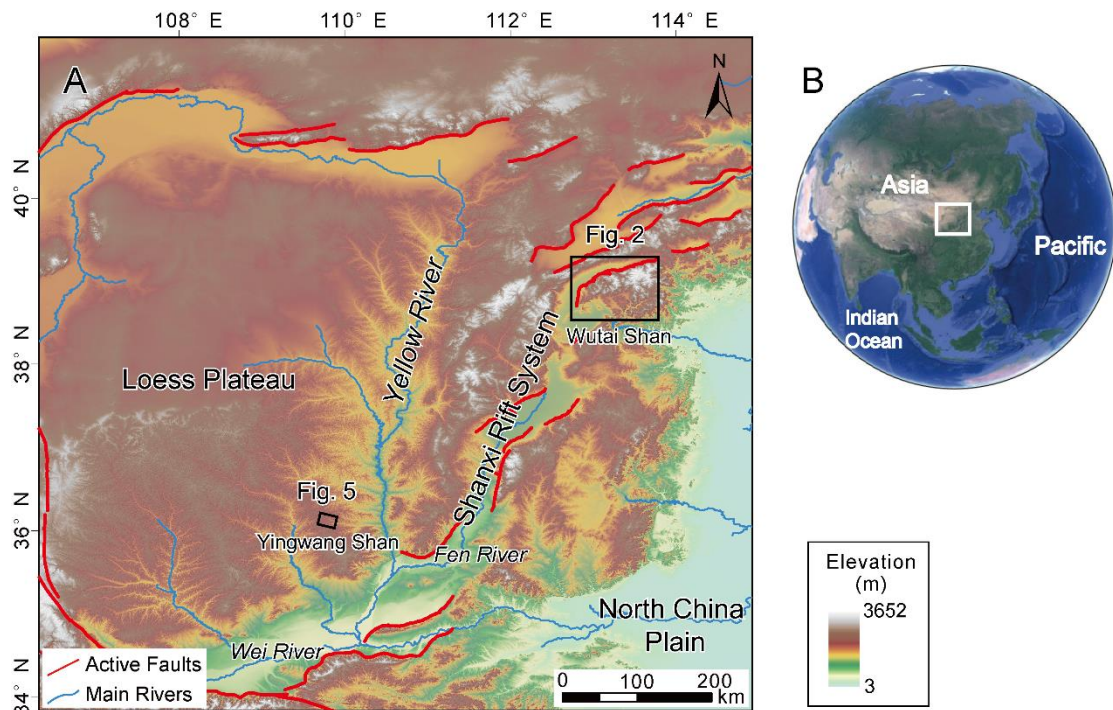 108° E
110° E
112° E
114° E
A
N
40° N
38° N
36° N
34° N
Fig. 2
Wutai Shan
Yellow River
Shanxi Rift System
Loess Plateau
Fig. 5
Yingwang Shan
Fen River
North China
Plain
Wei River
Active Faults
Main Rivers
0
100
200
km
B
Asia
Pacific
Indian
Ocean
Elevation
(m)
3652
3